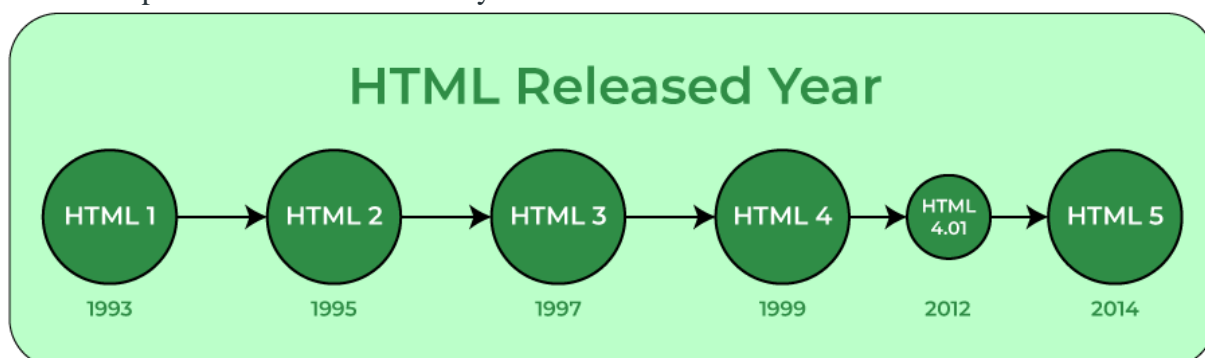 HTML Released Year
HTML 1
HTML 2
HTML 3
HTML 4
HTML
4.01
HTML 5
1993
1995
1997
1999
2012
2014